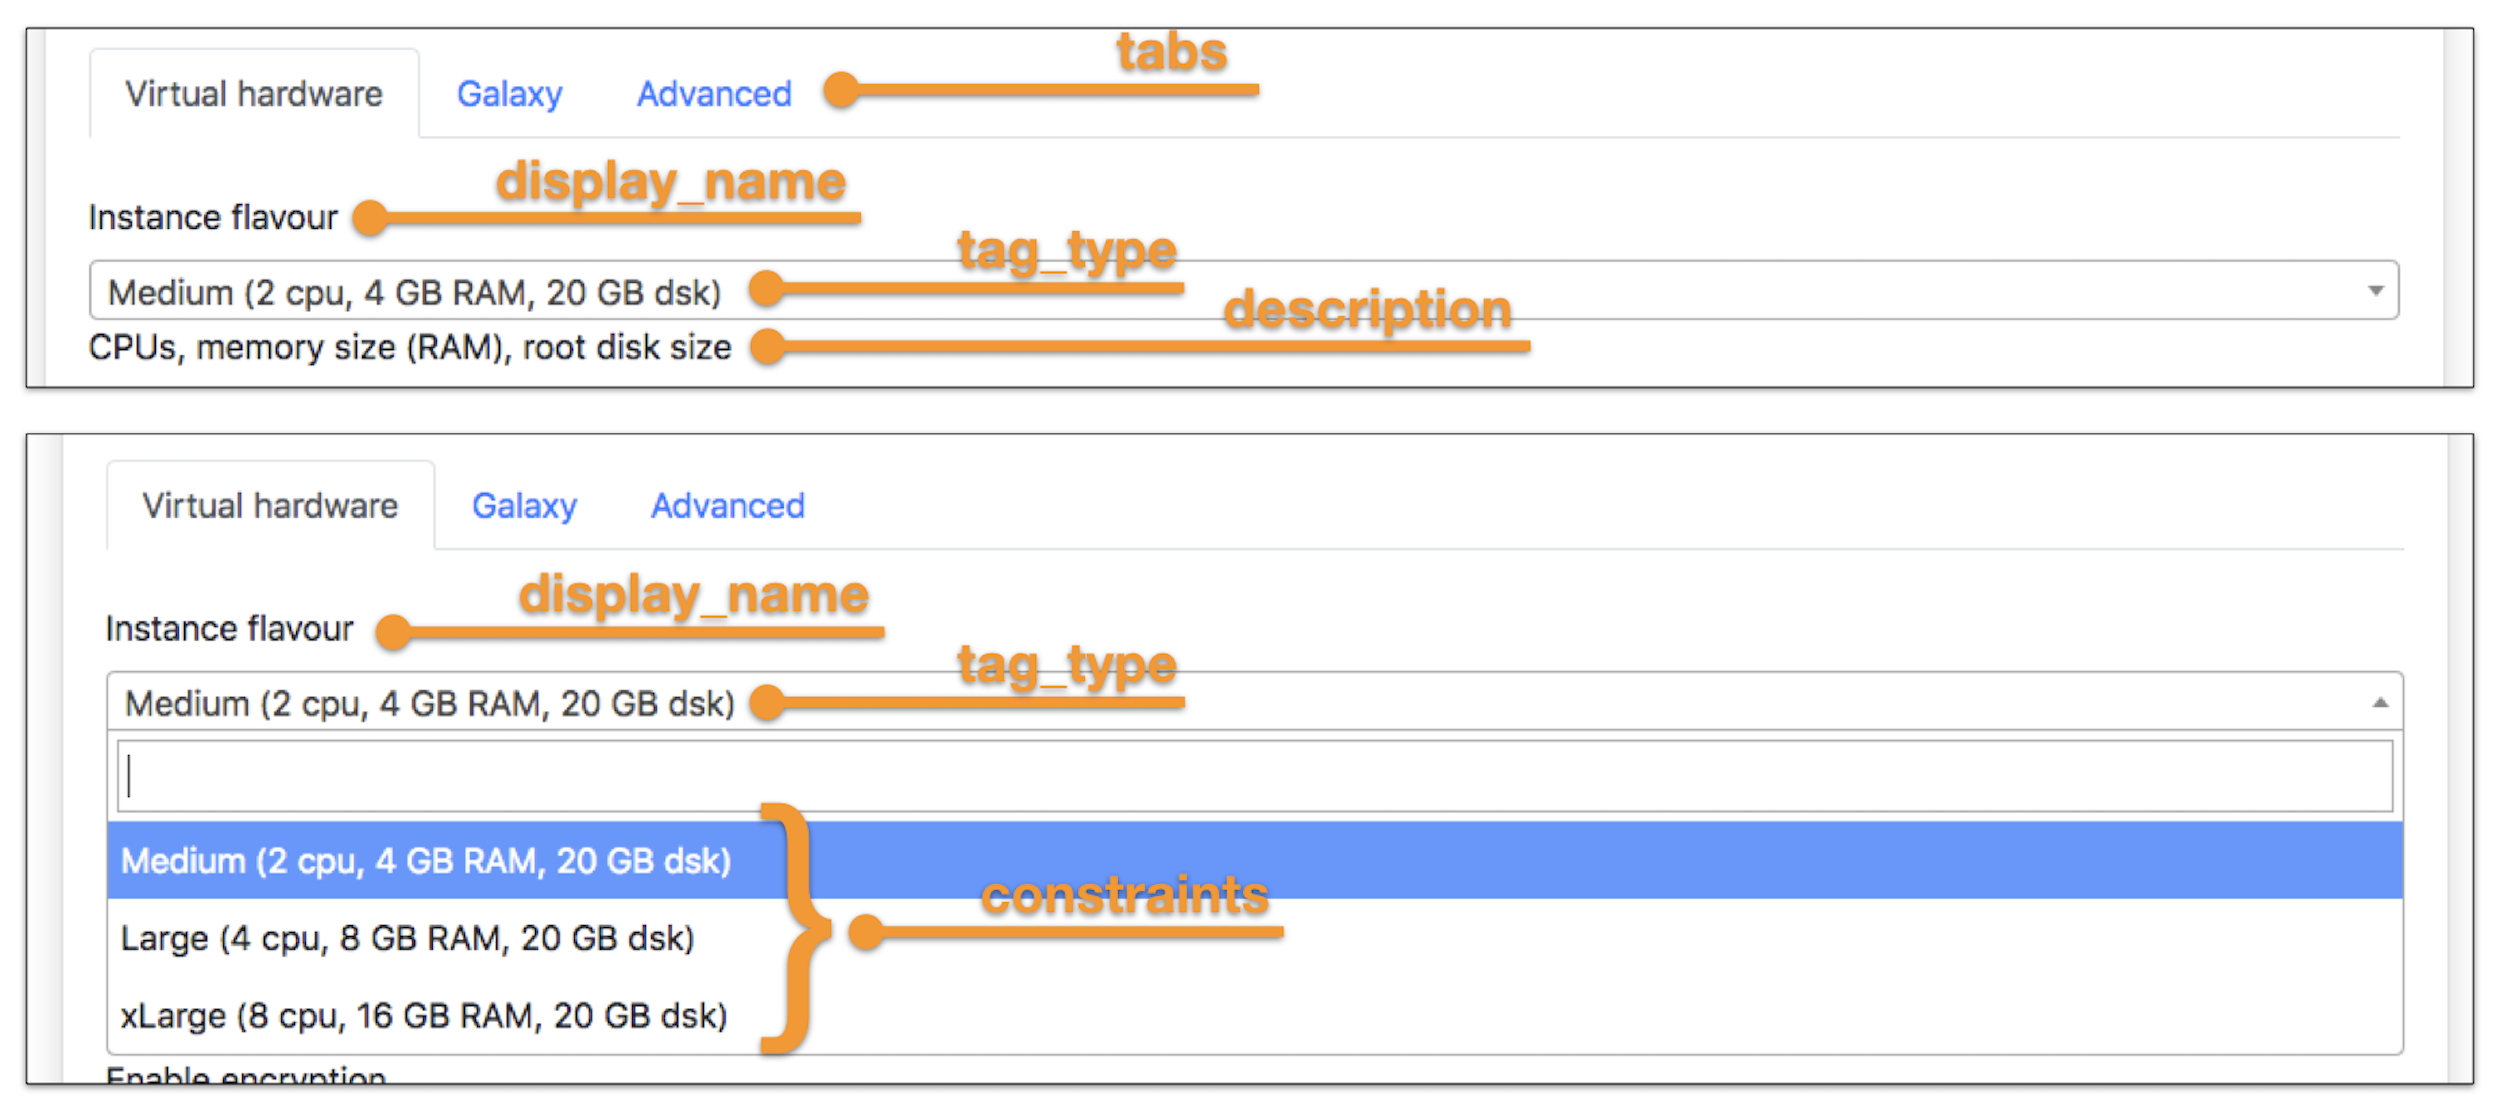 tabs
Virtual hardware Galaxy Advanced
display_name
Instance flavour
tag_type
Medium (2 cpu, 4 GB RAM, 20 GB dsk)
description
CPUs, memory size (RAM), root disk size
Virtual hardware Galaxy Advanced
display_name
Instance flavour
tag_type
Medium (2 cpu, 4 GB RAM, 20 GB dsk)
Medium (2 cpu, 4 GB RAM, 20 GB dsk)
constraints
Large (4 cpu, 8 GB RAM, 20 GB dsk)
xLarge (8 cpu, 16 GB RAM, 20 GB dsk)
Enable encryption